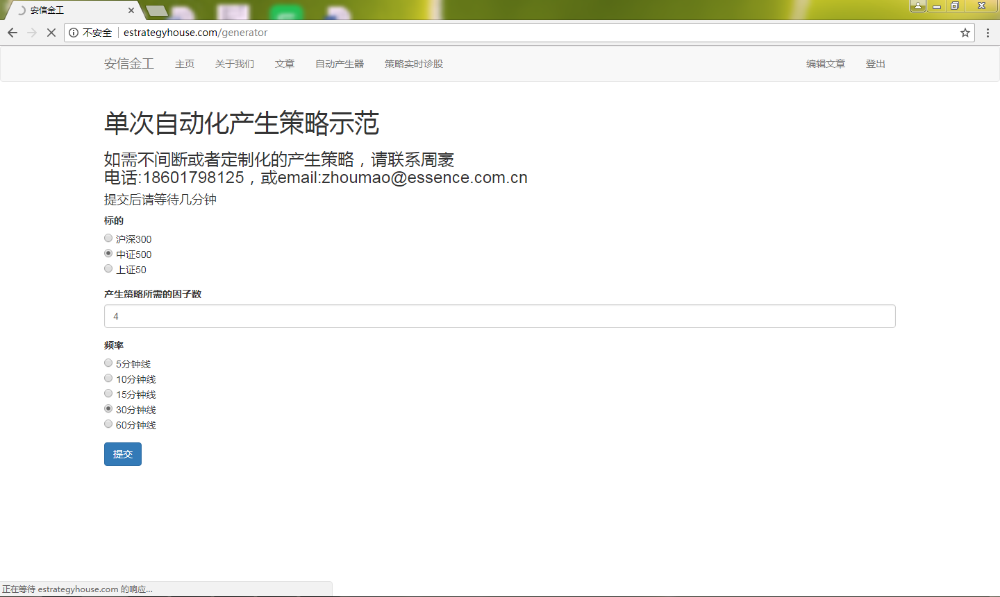 安信金工
不安全 estrategyhouse.com/generator
安信金工 主页 关于我们 文章 自动产生器 策略实时诊股 编辑文章 登出
单次自动化产生策略示范
如需不间断或者定制化的产生策略，请联系周袤
电话:18601798125，或email:zhoumao@essence.com.cn
提交后请等待几分钟
标的
沪深300
中证500
上证50
产生策略所需的因子数
4
频率
5分钟线
10分钟线
15分钟线
30分钟线
60分钟线
提交
正在等待 estrategyhouse.com 的响应...